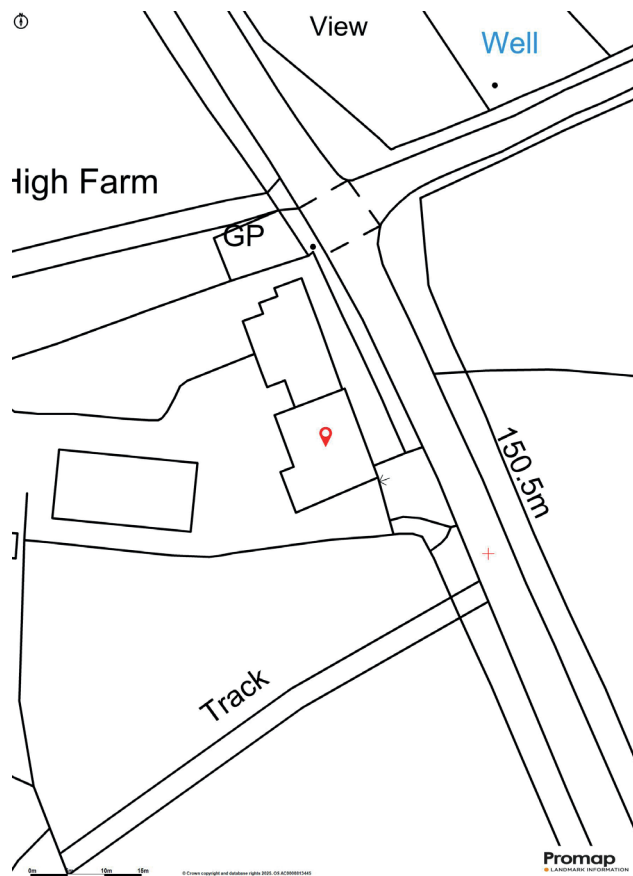 View
Well
High Farm
GP
150.5m
Track
0m 5m 10m 15m
© Crown copyright and database rights 2025. OS AC0000813445
Promap
LANDMARK INFORMATION